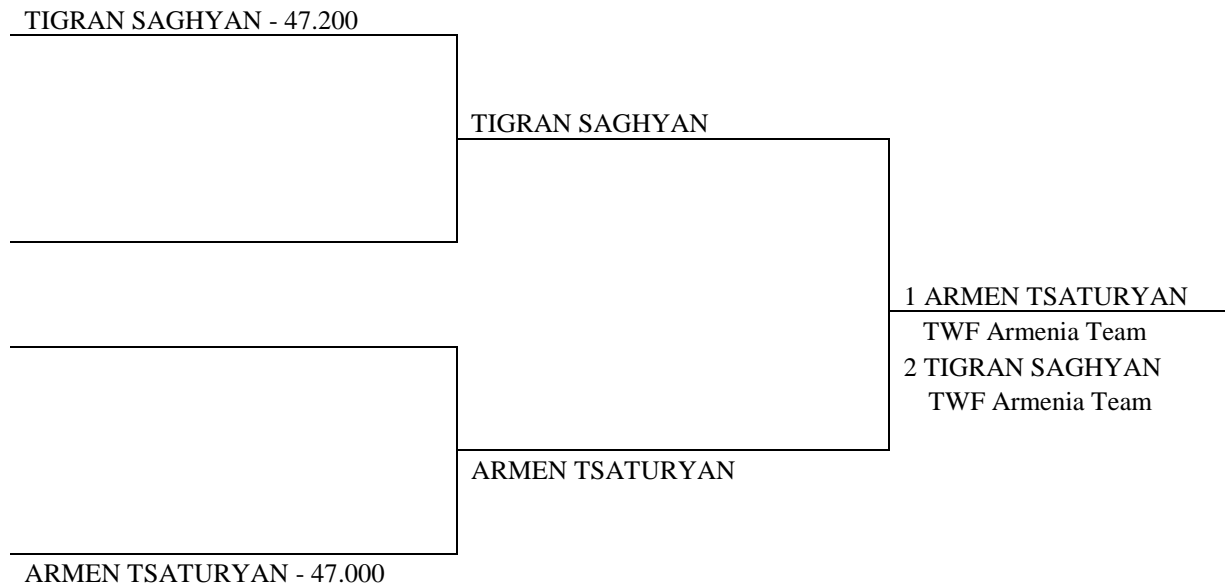 TIGRAN SAGHYAN - 47.200
TIGRAN SAGHYAN
1 ARMEN TSATURYAN
TWF Armenia Team
2 TIGRAN SAGHYAN
TWF Armenia Team
ARMEN TSATURYAN
ARMEN TSATURYAN - 47.000